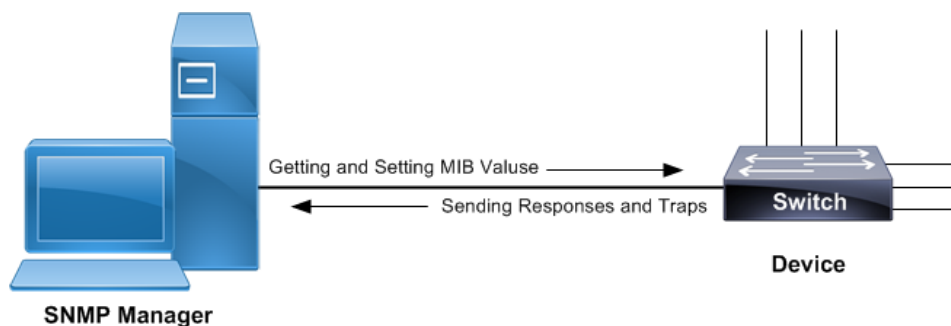 Getting and Setting MIB Valuse
Sending Responses and Traps
Switch
Device
SNMP Manager